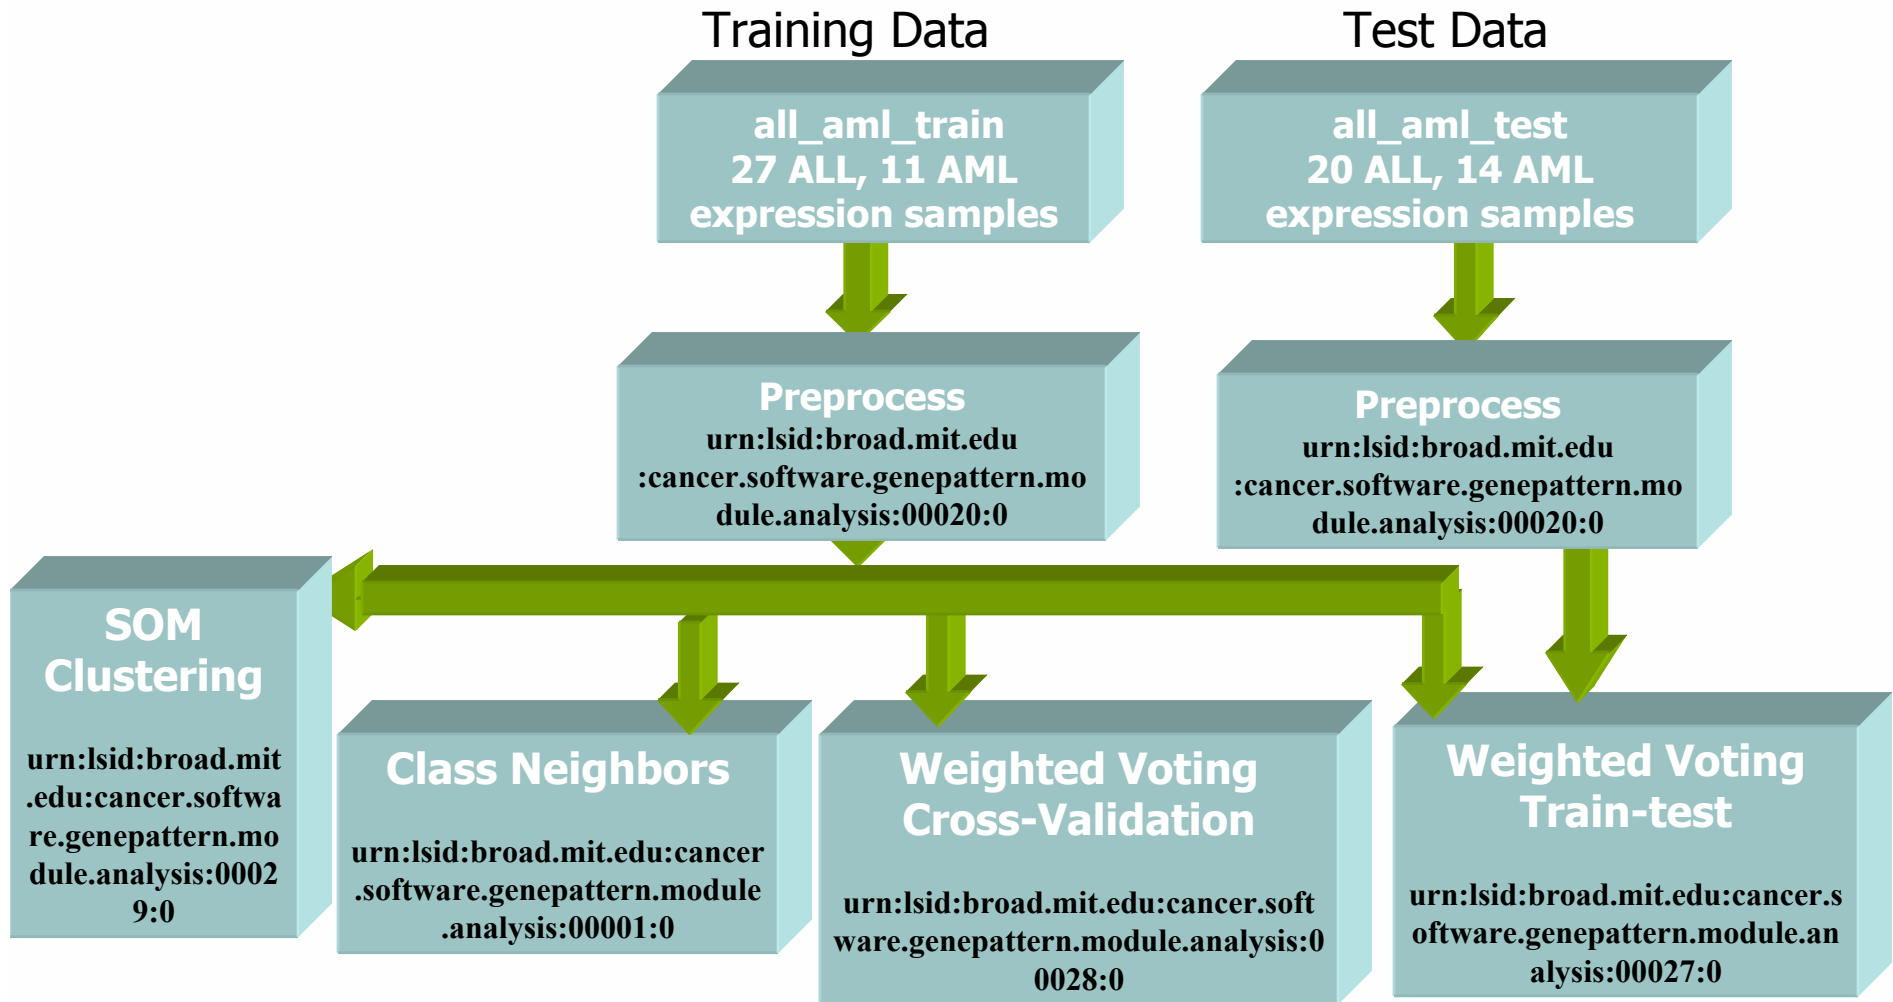 Training Data
Test Data
all_aml_train
27 ALL, 11 AML
expression samples
all_aml_test
20 ALL, 14 AML
expression samples
Preprocess
urn:lsid:broad.mit.edu
:cancer.software.genepattern.mo
dule.analysis:00020:0
Preprocess
urn:lsid:broad.mit.edu
:cancer.software.genepattern.mo
dule.analysis:00020:0
SOM
Clustering
urn:lsid:broad.mit
.edu:cancer.softwa
re.genepattern.mo
dule.analysis:0002
9:0
Class Neighbors
urn:lsid:broad.mit.edu:cancer
.software.genepattern.module
.analysis:00001:0
Weighted Voting
Cross-Validation
urn:lsid:broad.mit.edu:cancer.soft
ware.genepattern.module.analysis:0
0028:0
Weighted Voting
Train-test
urn:lsid:broad.mit.edu:cancer.s
oftware.genepattern.module.an
alysis:00027:0